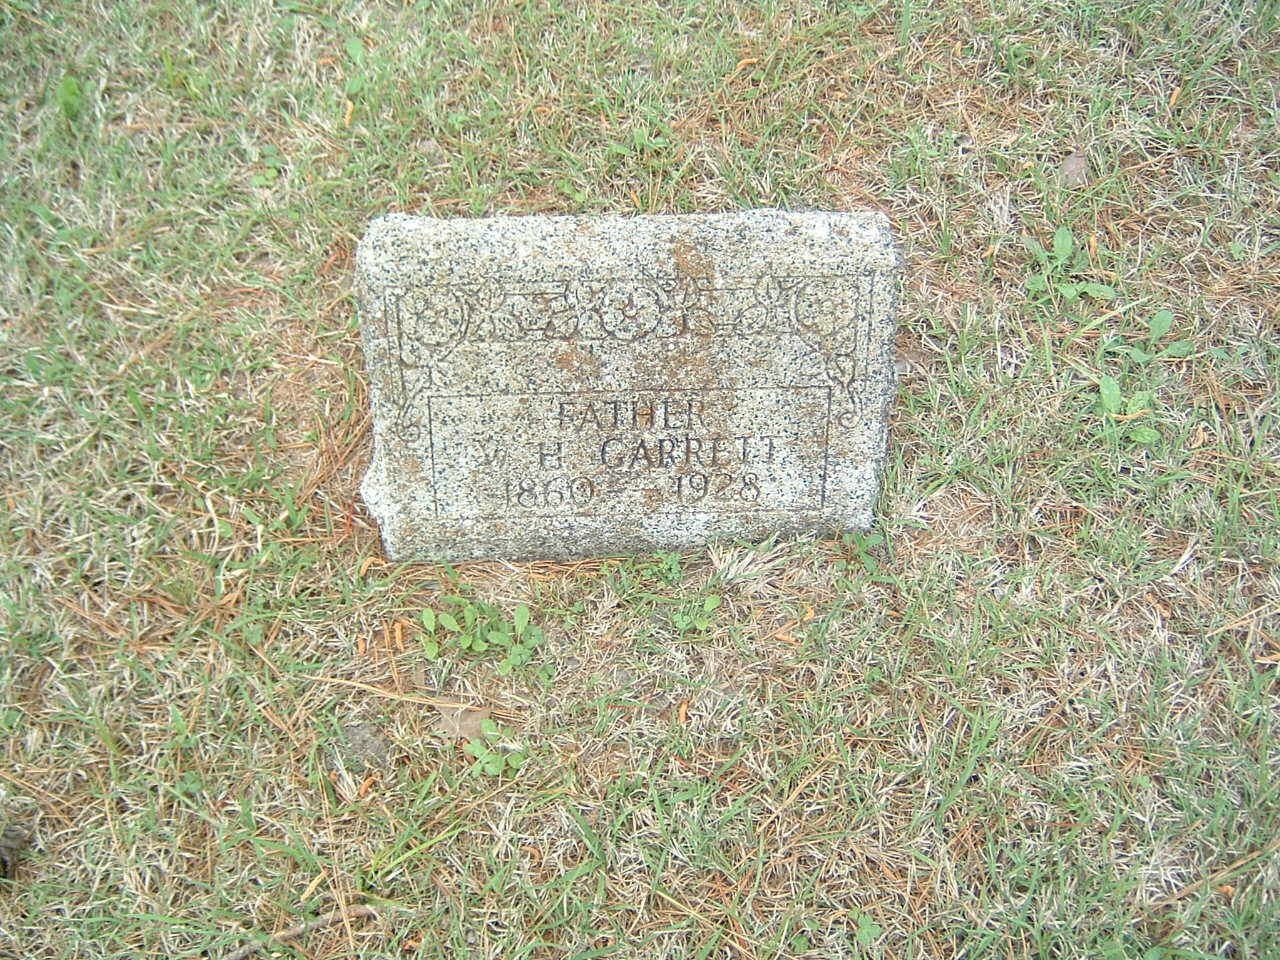 FATHER
W H GARRETT
1860 - 1928